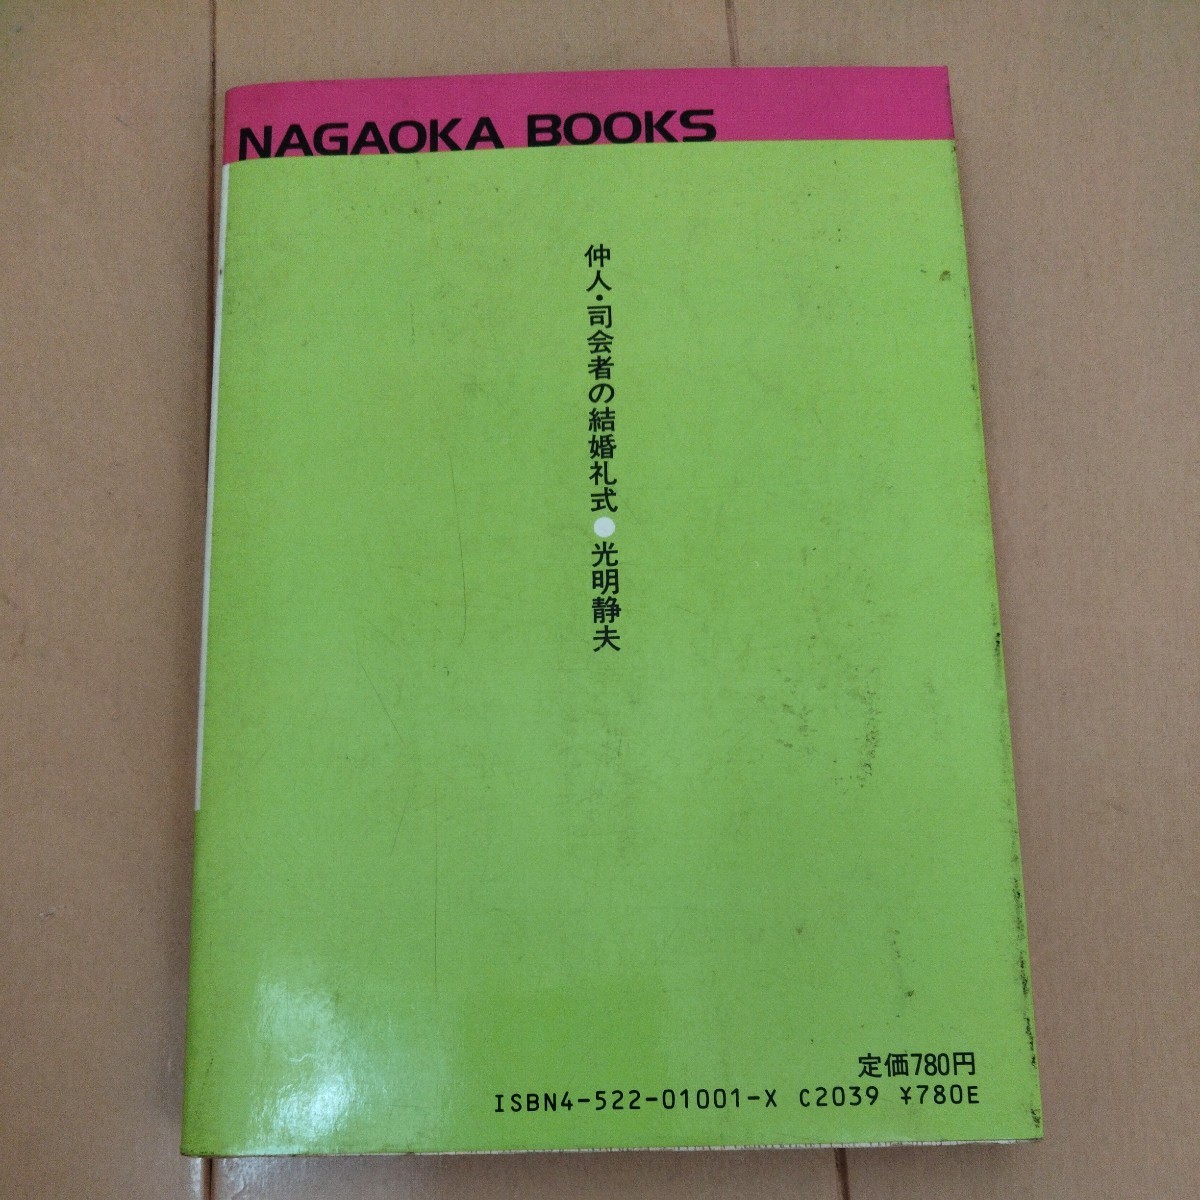 NAGAOKA BOOKS
仲人・司会者の結婚礼式●光明静夫
定価780円
ISBN4-522-01001-X C2039 ¥780E